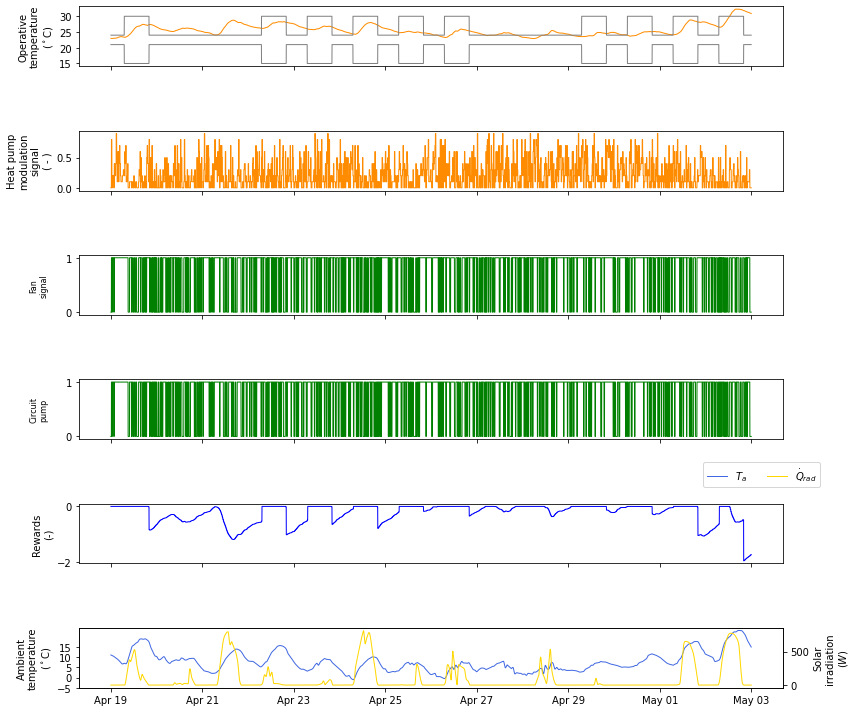 Operative
temperature
(°C)
30
25
20
15
Heat pump
modulation
signal
( - )
0.5
0.0
Fan
signal
1
0
Circuit
pump
1
0
T_a
Q̇_rad
Rewards
(-)
0
−2
Ambient
temperature
(°C)
15
10
5
0
−5
500
0
Solar
irradiation
(W)
Apr 19 Apr 21 Apr 23 Apr 25 Apr 27 Apr 29 May 01 May 03